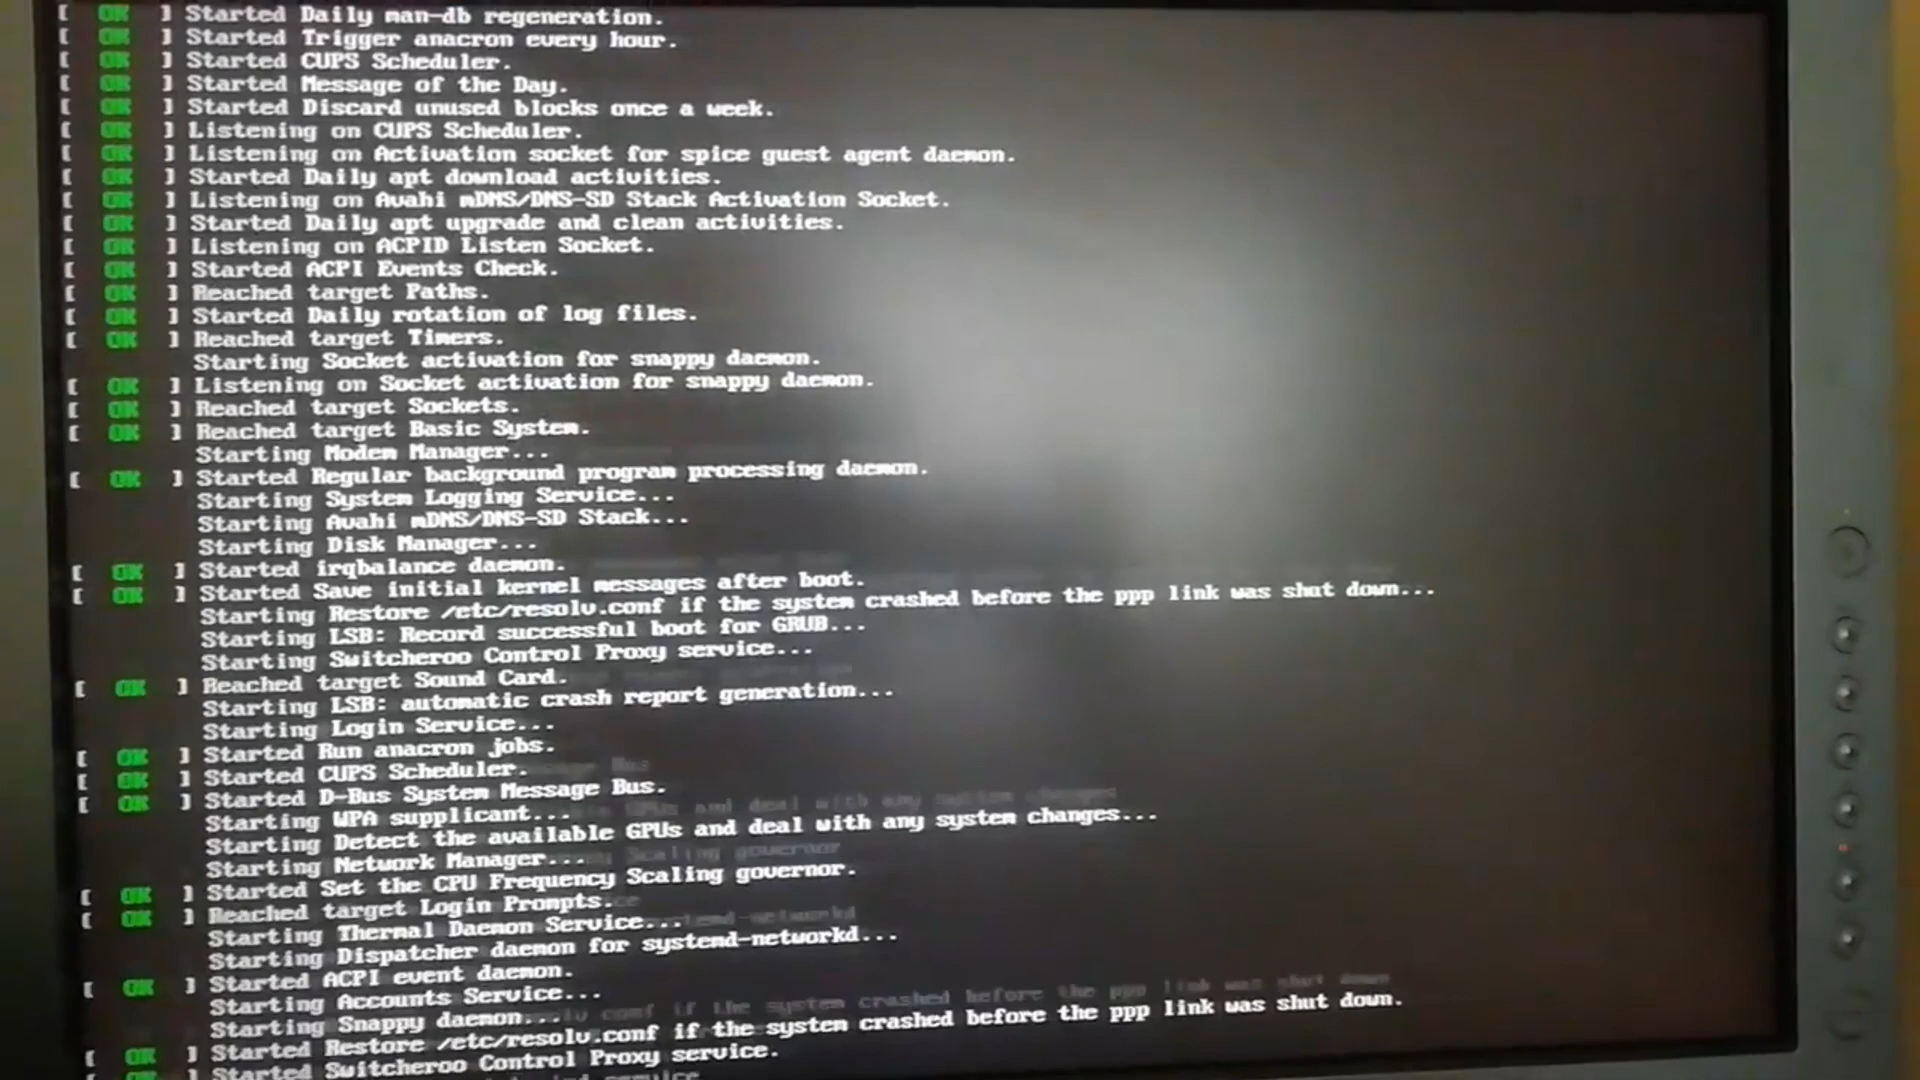 [ OK ] Started Daily man-db regeneration.
[ OK ] Started Trigger anacron every hour.
[ OK ] Started CUPS Scheduler.
[ OK ] Started Message of the Day.
[ OK ] Started Discard unused blocks once a week.
[ OK ] Listening on CUPS Scheduler.
[ OK ] Listening on Activation socket for spice guest agent daemon.
[ OK ] Started Daily apt download activities.
[ OK ] Listening on Avahi mDNS/DNS-SD Stack Activation Socket.
[ OK ] Started Daily apt upgrade and clean activities.
[ OK ] Listening on ACPID Listen Socket.
[ OK ] Started ACPI Events Check.
[ OK ] Reached target Paths.
[ OK ] Started Daily rotation of log files.
[ OK ] Reached target Timers.
Starting Socket activation for snappy daemon.
[ OK ] Listening on Socket activation for snappy daemon.
[ OK ] Reached target Sockets.
[ OK ] Reached target Basic System.
Starting Modem Manager...
[ OK ] Started Regular background program processing daemon.
Starting System Logging Service...
Starting Avahi mDNS/DNS-SD Stack...
Starting Disk Manager...
[ OK ] Started irqbalance daemon.
[ OK ] Started Save initial kernel messages after boot.
Starting Restore /etc/resolv.conf if the system crashed before the ppp link was shut down...
Starting LSB: Record successful boot for GRUB...
Starting Switcheroo Control Proxy service...
[ OK ] Reached target Sound Card.
Starting LSB: automatic crash report generation...
Starting Login Service...
[ OK ] Started Run anacron jobs.
[ OK ] Started CUPS Scheduler.
[ OK ] Started D-Bus System Message Bus.
Starting WPA supplicant...
Starting Detect the available GPUs and deal with any system changes...
Starting Network Manager...
[ OK ] Started Set the CPU Frequency Scaling governor.
[ OK ] Reached target Login Prompts.
Starting Thermal Daemon Service...
Starting Dispatcher daemon for systemd-networkd...
[ OK ] Started ACPI event daemon.
Starting Accounts Service...
Starting Snappy daemon...
[ OK ] Started Restore /etc/resolv.conf if the system crashed before the ppp link was shut down.
[ OK ] Started Switcheroo Control Proxy service.